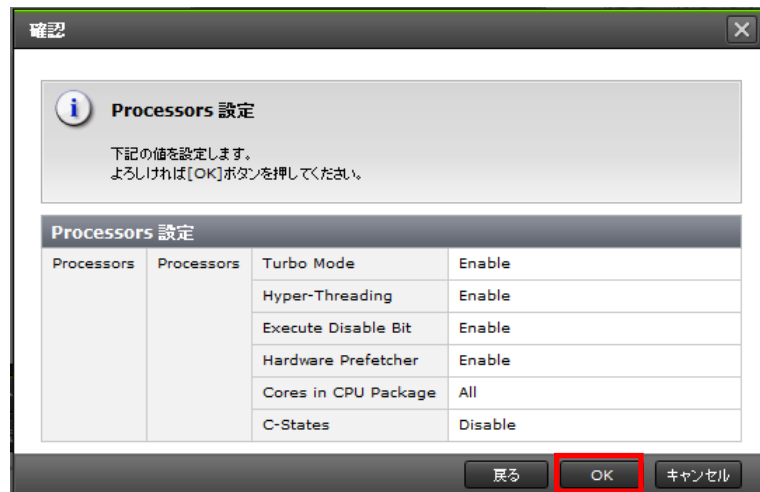 確認
Processors 設定
下記の値を設定します。
よろしければ[OK]ボタンを押してください。
Processors 設定
Processors Processors Turbo Mode Enable
Hyper-Threading Enable
Execute Disable Bit Enable
Hardware Prefetcher Enable
Cores in CPU Package All
C-States Disable
戻る OK キャンセル